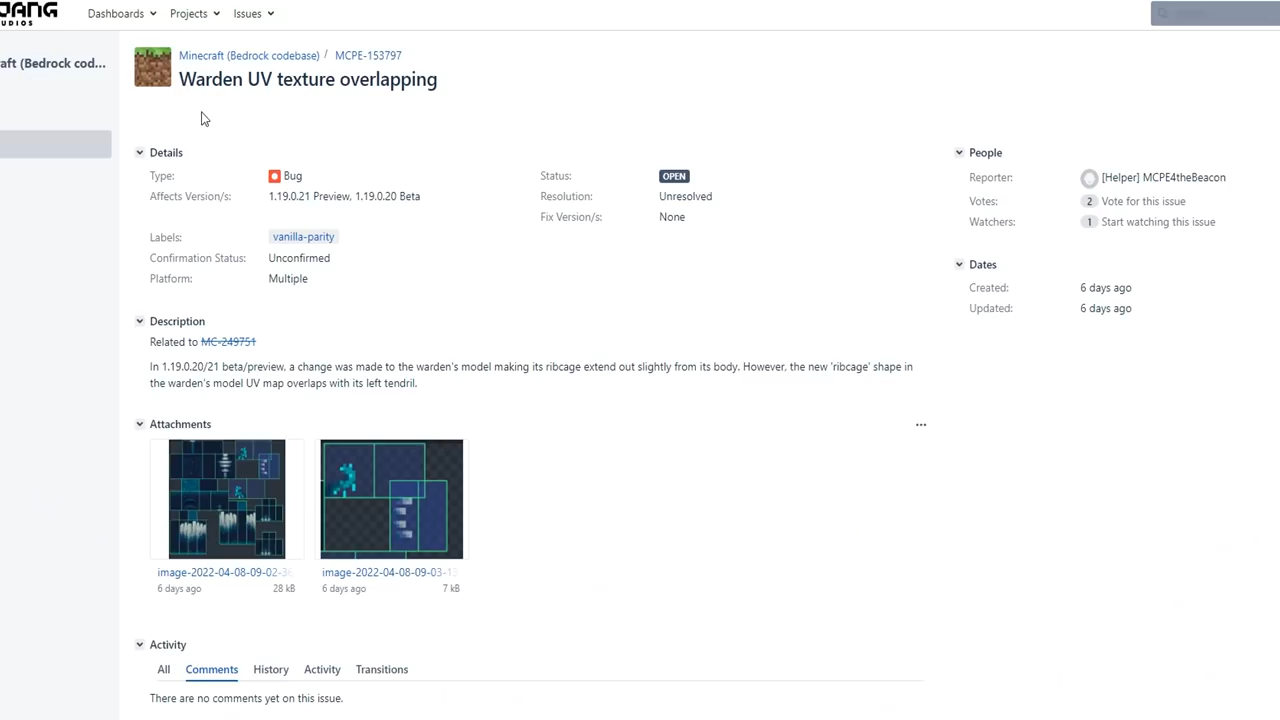 JANG
UDIOS
Dashboards Projects Issues
aft (Bedrock cod...
Minecraft (Bedrock codebase) / MCPE-153797
Warden UV texture overlapping
Details
Type: Bug
Status: OPEN
Affects Version/s: 1.19.0.21 Preview, 1.19.0.20 Beta
Resolution: Unresolved
Fix Version/s: None
Labels: vanilla-parity
Confirmation Status: Unconfirmed
Platform: Multiple
People
Reporter: [Helper] MCPE4theBeacon
Votes: 2 Vote for this issue
Watchers: 1 Start watching this issue
Dates
Created: 6 days ago
Updated: 6 days ago
Description
Related to MC-249751
In 1.19.0.20/21 beta/preview, a change was made to the warden's model making its ribcage extend out slightly from its body. However, the new 'ribcage' shape in
the warden's model UV map overlaps with its left tendril.
Attachments
...
image-2022-04-08-09-02-36
6 days ago 28 kB
image-2022-04-08-09-03-13
6 days ago 7 kB
Activity
All Comments History Activity Transitions
There are no comments yet on this issue.